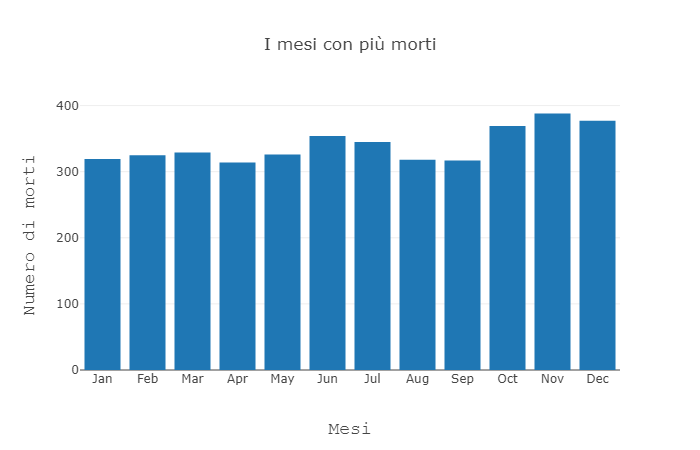 I mesi con più morti
Numero di morti
400
300
200
100
0
Jan Feb Mar Apr May Jun Jul Aug Sep Oct Nov Dec
Mesi